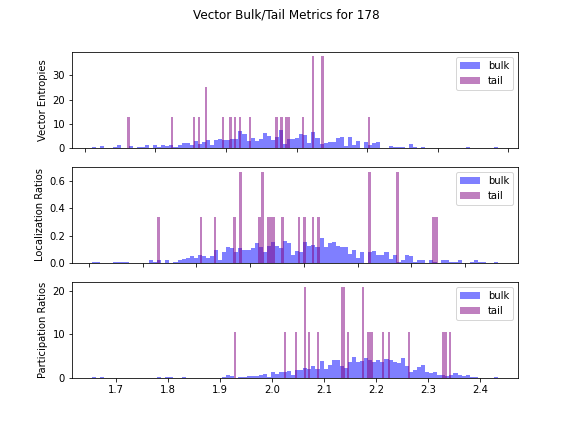 Vector Bulk/Tail Metrics for 178
Vector Entropies
30
20
10
0
bulk
tail
Localization Ratios
0.6
0.4
0.2
0.0
bulk
tail
Participation Ratios
20
10
0
bulk
tail
1.7 1.8 1.9 2.0 2.1 2.2 2.3 2.4